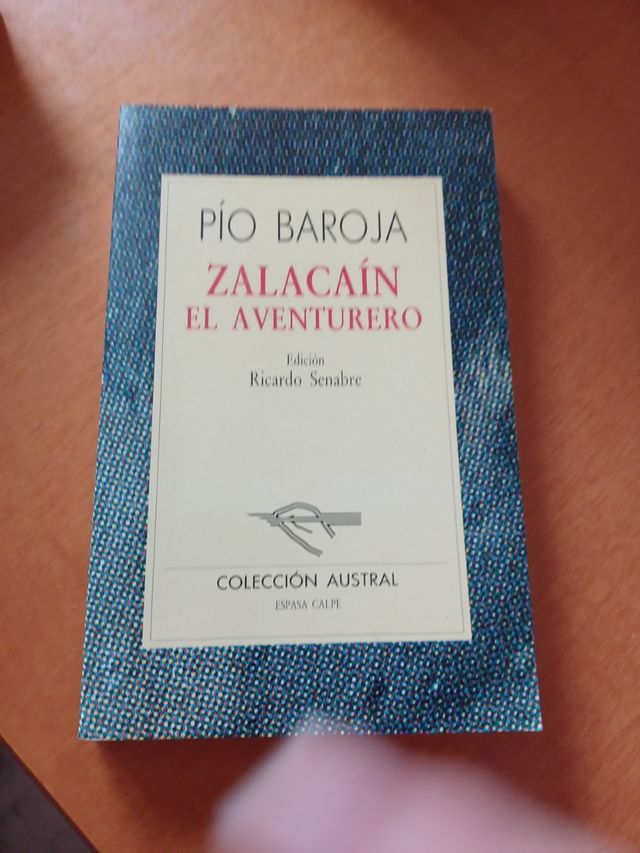 PÍO BAROJA
ZALACAÍN
EL AVENTURERO
Edición
Ricardo Senabre
COLECCIÓN AUSTRAL
ESPASA CALPE